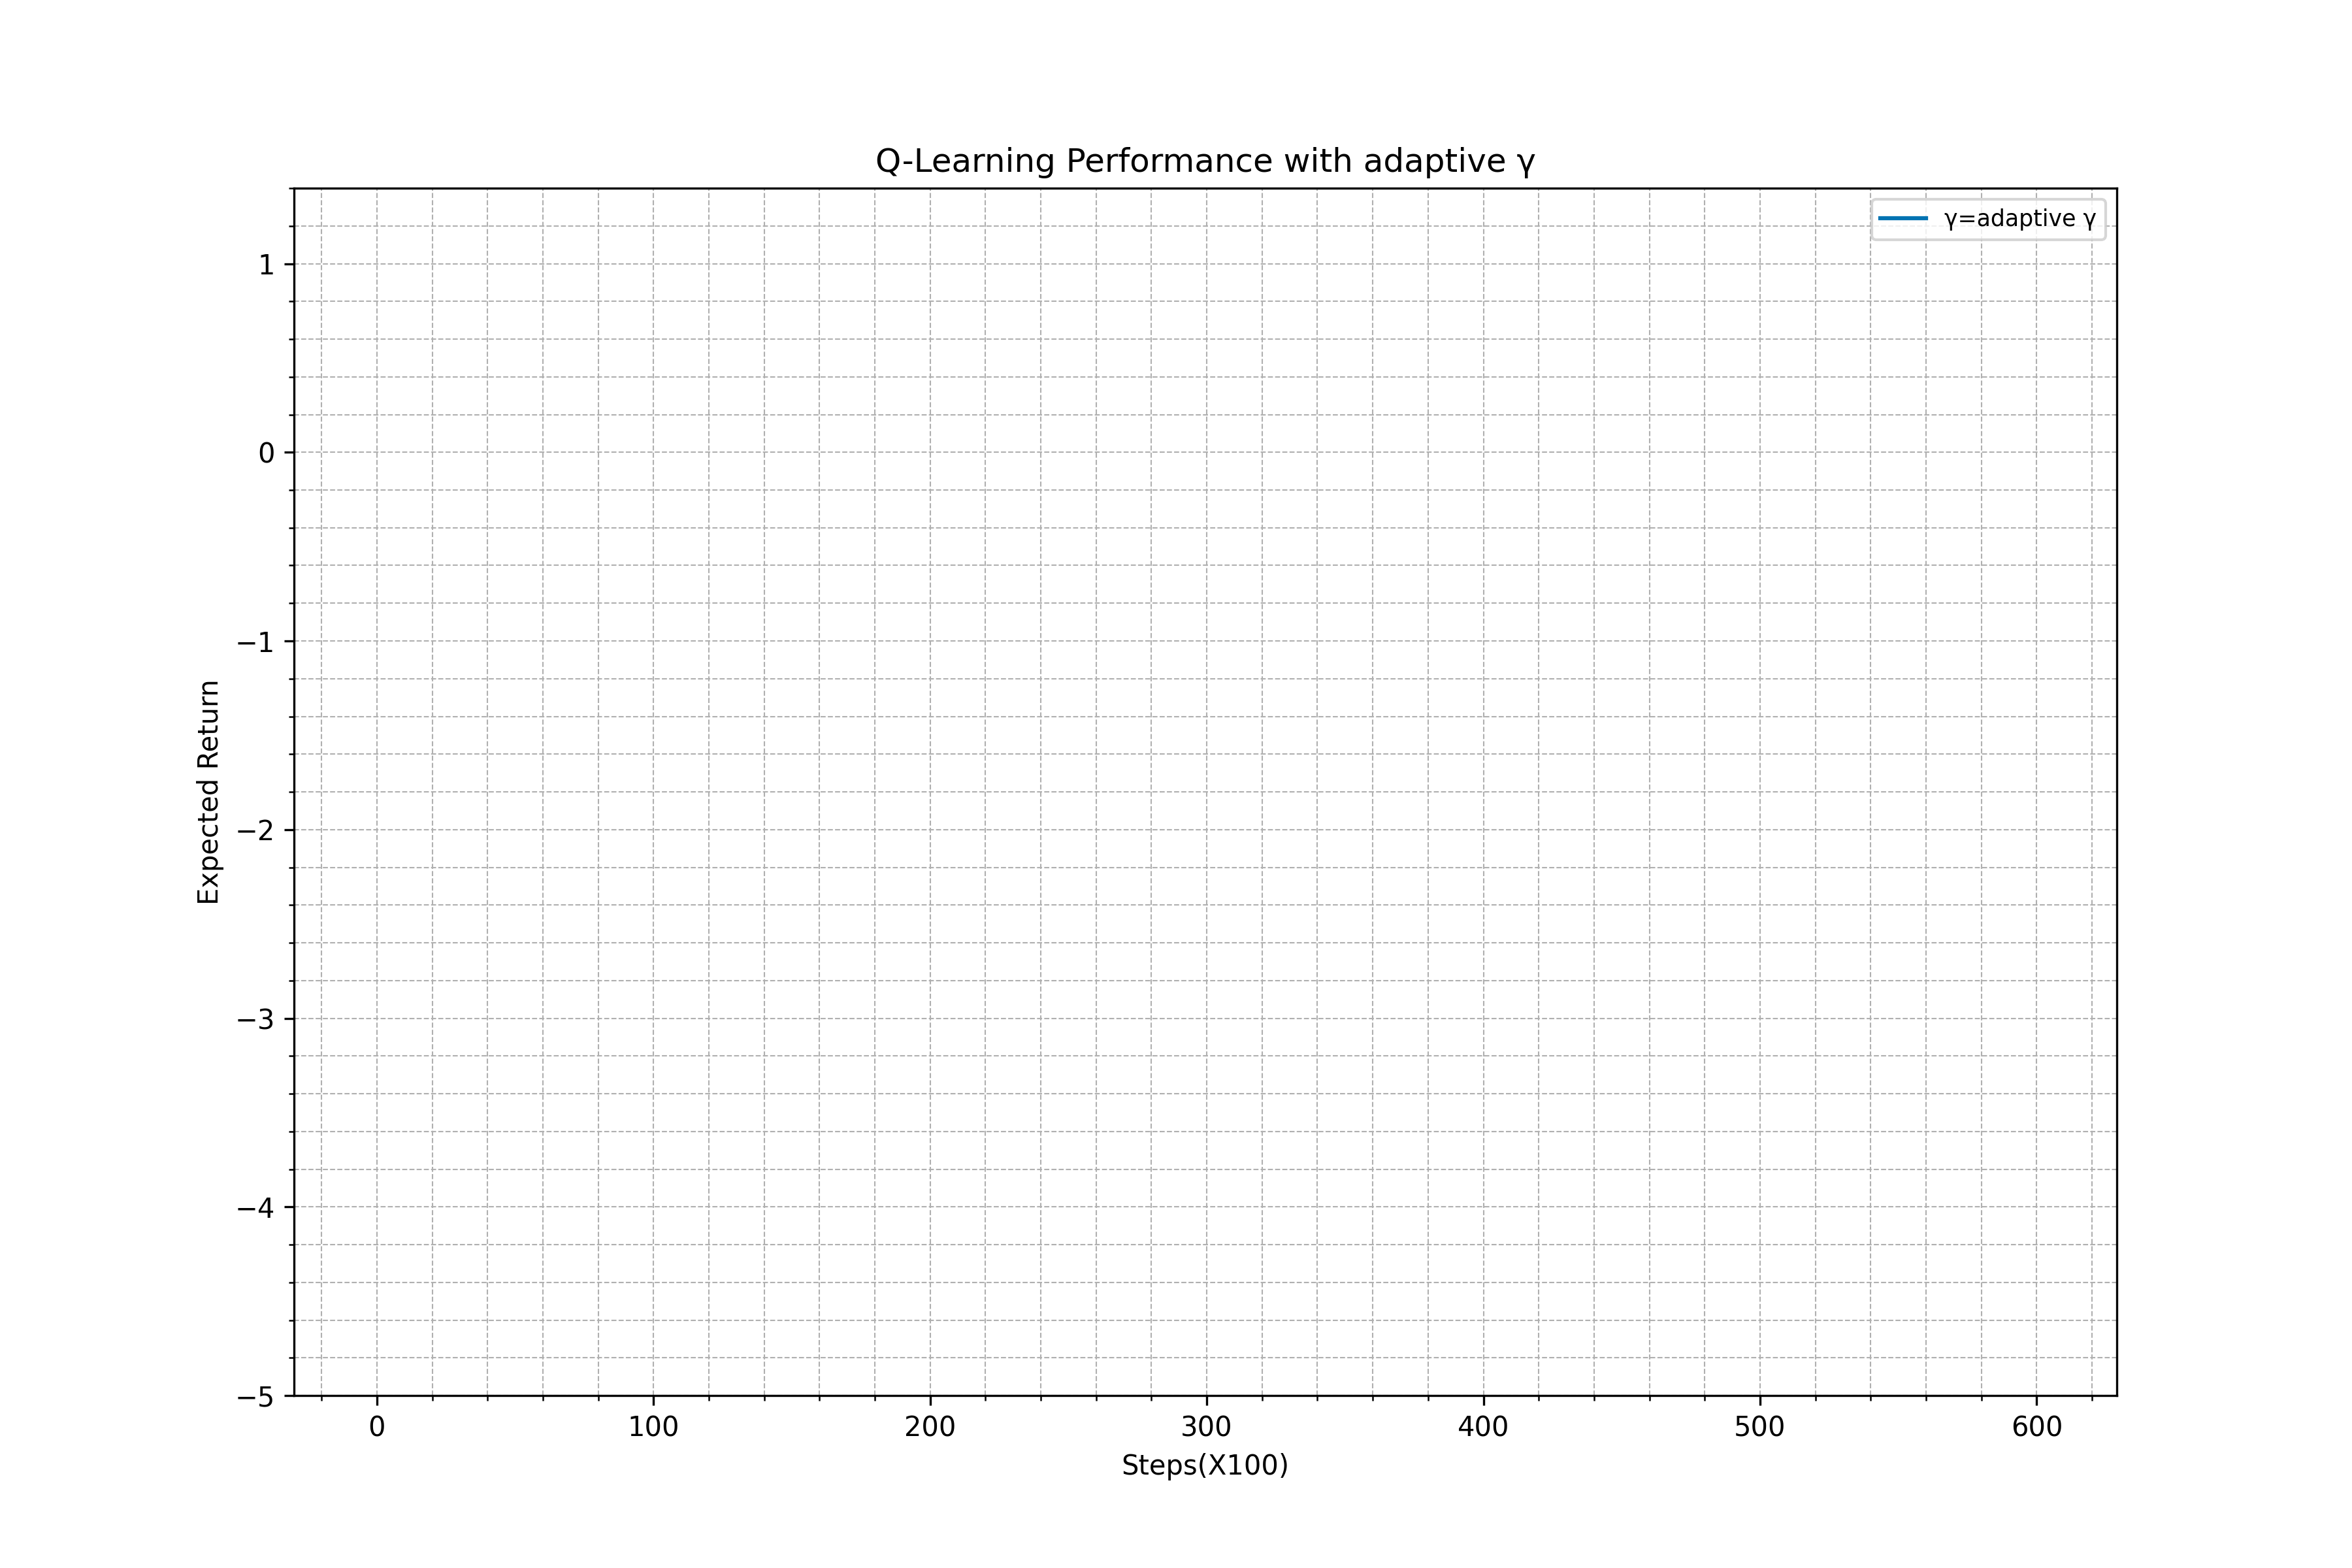 Q-Learning Performance with adaptive γ
γ=adaptive γ
1
0
−1
−2
−3
−4
−5
Expected Return
0 100 200 300 400 500 600
Steps(X100)